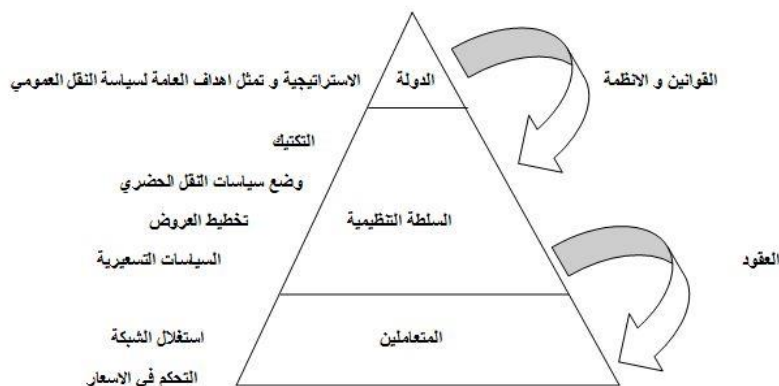 القوانين و الانظمة
الدولة
الاستراتيجية و تمثل اهداف العامة لسياسة النقل العمومي
التكتيك
وضع سياسات النقل الحضري
السلطة التنظيمية
تخطيط العروض
العقود
السياسات التسعيرية
المتعاملين
استغلال الشبكة
التحكم في الاسعار